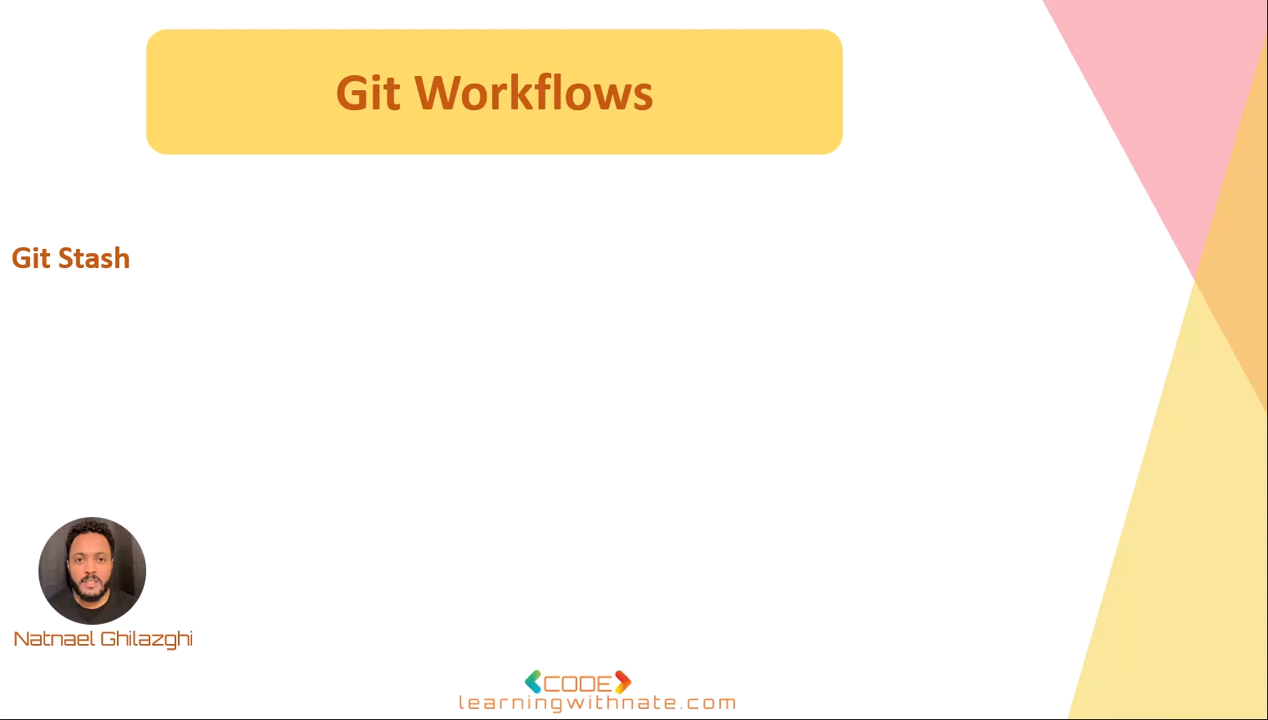 Git Workflows
Git Stash
Natnael Ghilazghi
CODE
learningwithnate.com